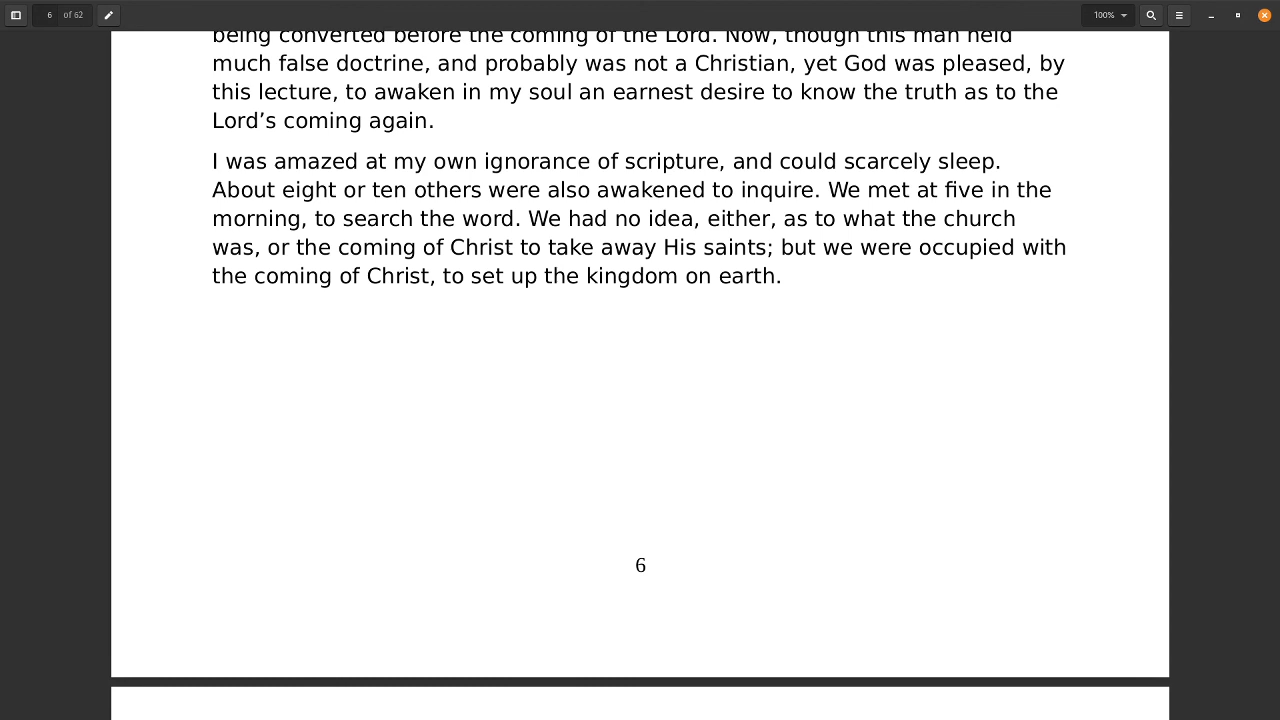 6 of 62
100%
being converted before the coming of the Lord. Now, though this man held
much false doctrine, and probably was not a Christian, yet God was pleased, by
this lecture, to awaken in my soul an earnest desire to know the truth as to the
Lord’s coming again.
I was amazed at my own ignorance of scripture, and could scarcely sleep.
About eight or ten others were also awakened to inquire. We met at five in the
morning, to search the word. We had no idea, either, as to what the church
was, or the coming of Christ to take away His saints; but we were occupied with
the coming of Christ, to set up the kingdom on earth.
6